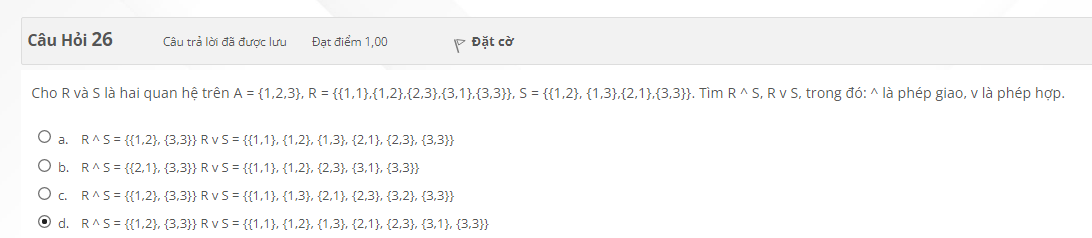 Câu Hỏi 26 Câu trả lời đã được lưu Đạt điểm 1,00 Đặt cờ
Cho R và S là hai quan hệ trên A = {1,2,3}, R = {{1,1},{1,2},{2,3},{3,1},{3,3}}, S = {{1,2}, {1,3},{2,1},{3,3}}. Tìm R ^ S, R v S, trong đó: ^ là phép giao, v là phép hợp.
a. R ^ S = {{1,2}, {3,3}} R v S = {{1,1}, {1,2}, {1,3}, {2,1}, {2,3}, {3,3}}
b. R ^ S = {{2,1}, {3,3}} R v S = {{1,1}, {1,2}, {2,3}, {3,1}, {3,3}}
c. R ^ S = {{1,2}, {3,3}} R v S = {{1,1}, {1,3}, {2,1}, {2,3}, {3,2}, {3,3}}
d. R ^ S = {{1,2}, {3,3}} R v S = {{1,1}, {1,2}, {1,3}, {2,1}, {2,3}, {3,1}, {3,3}}